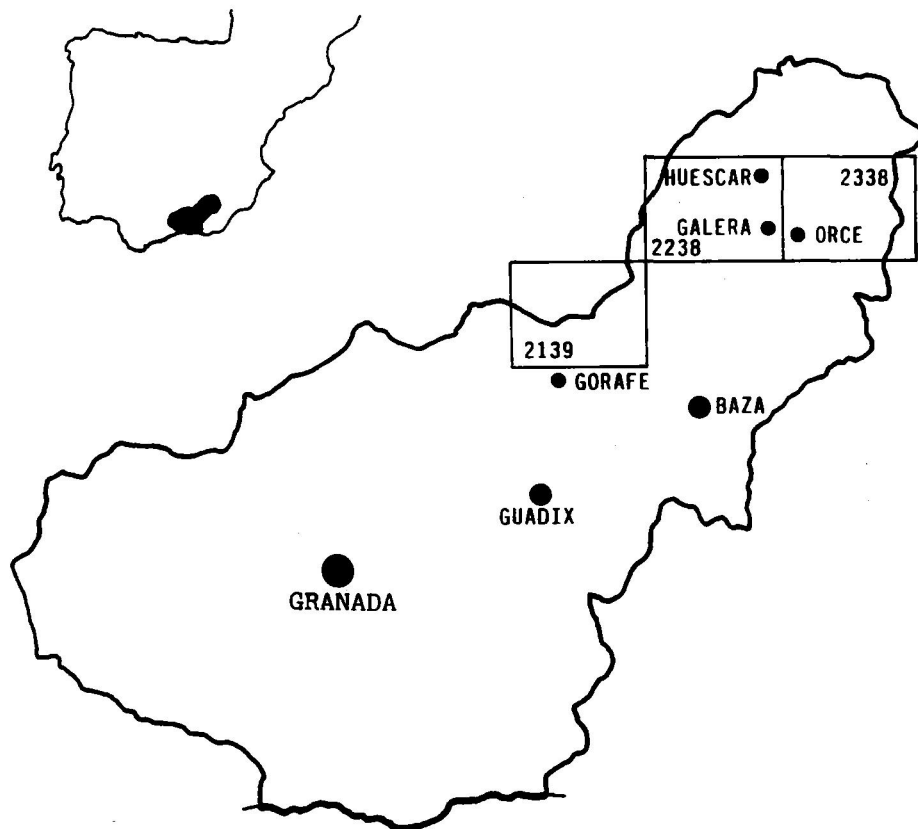 HUESCAR
2338
GALERA
ORCE
2238
2139
GORAFE
BAZA
GUADIX
GRANADA